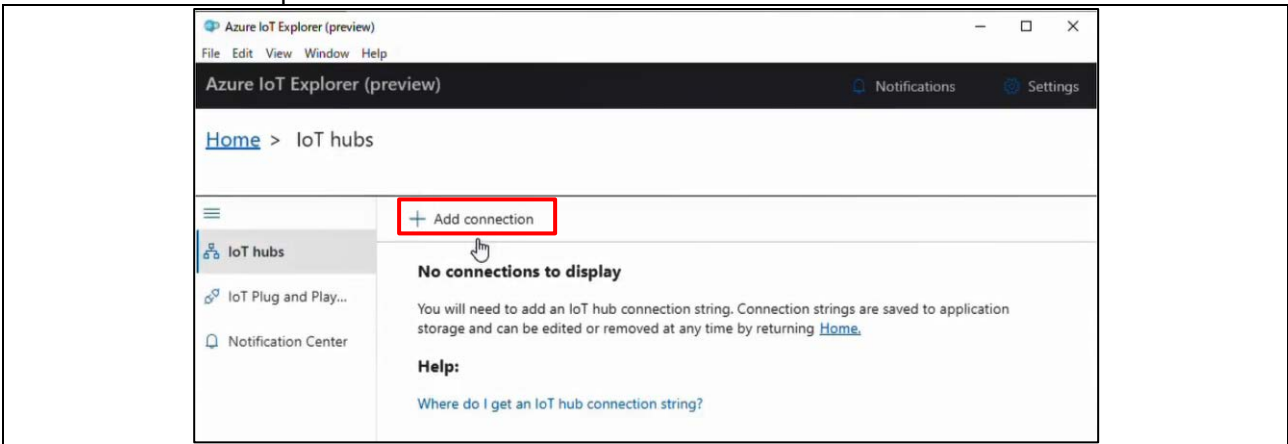 Azure IoT Explorer (preview)
File Edit View Window Help
Azure IoT Explorer (preview) Notifications Settings
Home > IoT hubs
+ Add connection
IoT hubs
No connections to display
IoT Plug and Play...
You will need to add an IoT hub connection string. Connection strings are saved to application
storage and can be edited or removed at any time by returning Home.
Notification Center
Help:
Where do I get an IoT hub connection string?